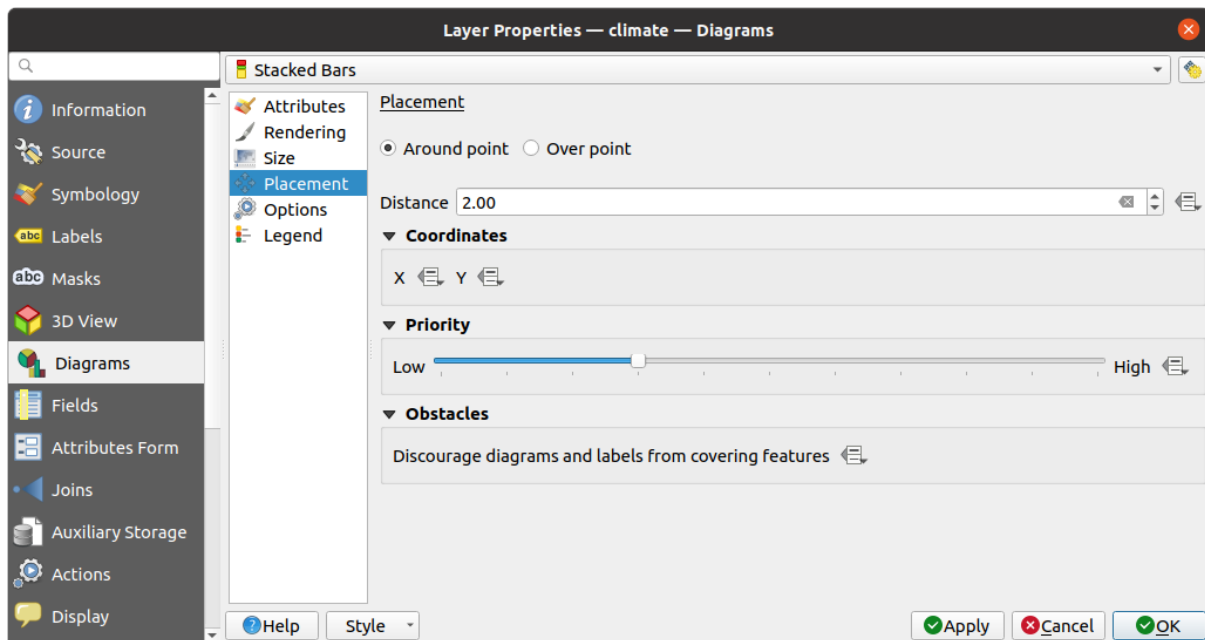 Layer Properties — climate — Diagrams
Stacked Bars
Information
Source
Symbology
abc Labels
abc Masks
3D View
Diagrams
Fields
Attributes Form
Joins
Auxiliary Storage
Actions
Display
Attributes
Rendering
Size
Placement
Options
Legend
Placement
Around point Over point
Distance 2.00
Coordinates
X Y
Priority
Low High
Obstacles
Discourage diagrams and labels from covering features
Help Style Apply Cancel OK